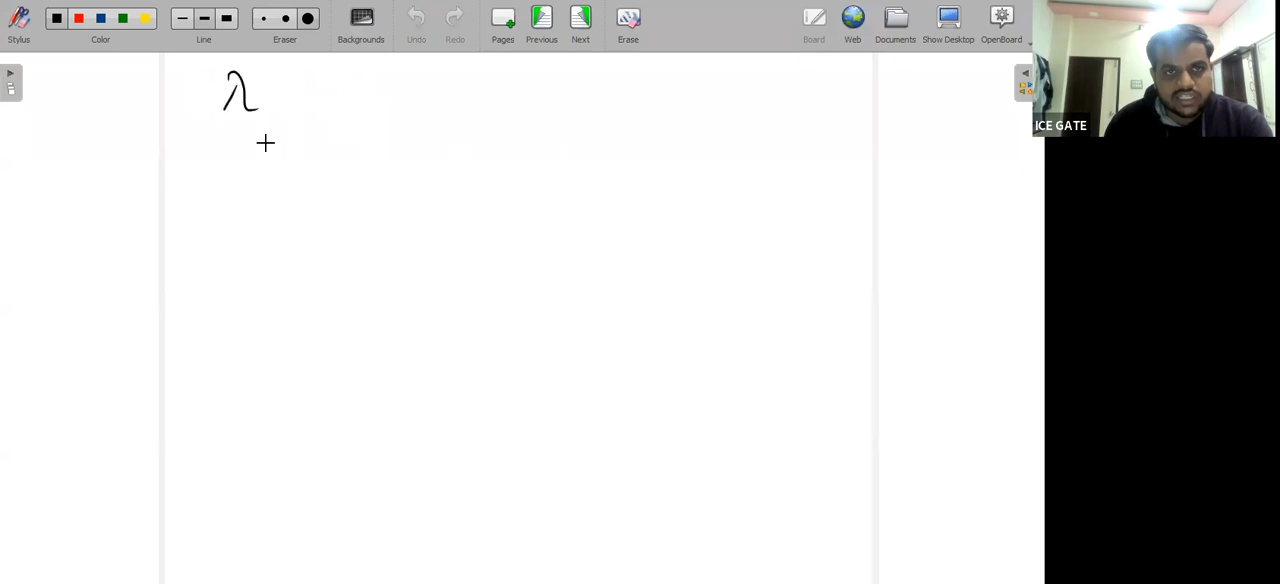 Stylus Color Line Eraser Backgrounds Undo Redo Pages Previous Next Erase Board Web Documents Show Desktop OpenBoard
λ
ICE GATE